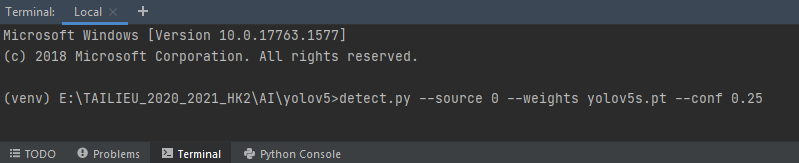 Terminal: Local
Microsoft Windows [Version 10.0.17763.1577]
(c) 2018 Microsoft Corporation. All rights reserved.
(venv) E:\TAILIEU_2020_2021_HK2\AI\yolov5>detect.py --source 0 --weights yolov5s.pt --conf 0.25
TODO Problems Terminal Python Console